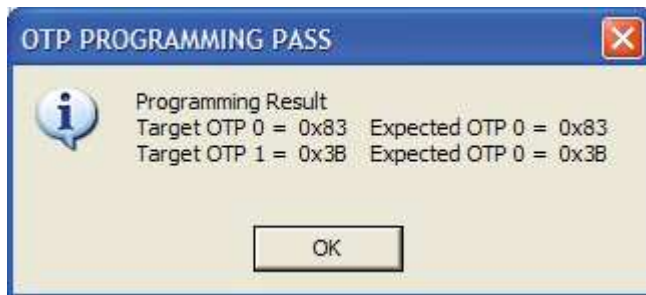 OTP PROGRAMMING PASS
Programming Result
Target OTP 0 = 0x83 Expected OTP 0 = 0x83
Target OTP 1 = 0x3B Expected OTP 0 = 0x3B
OK